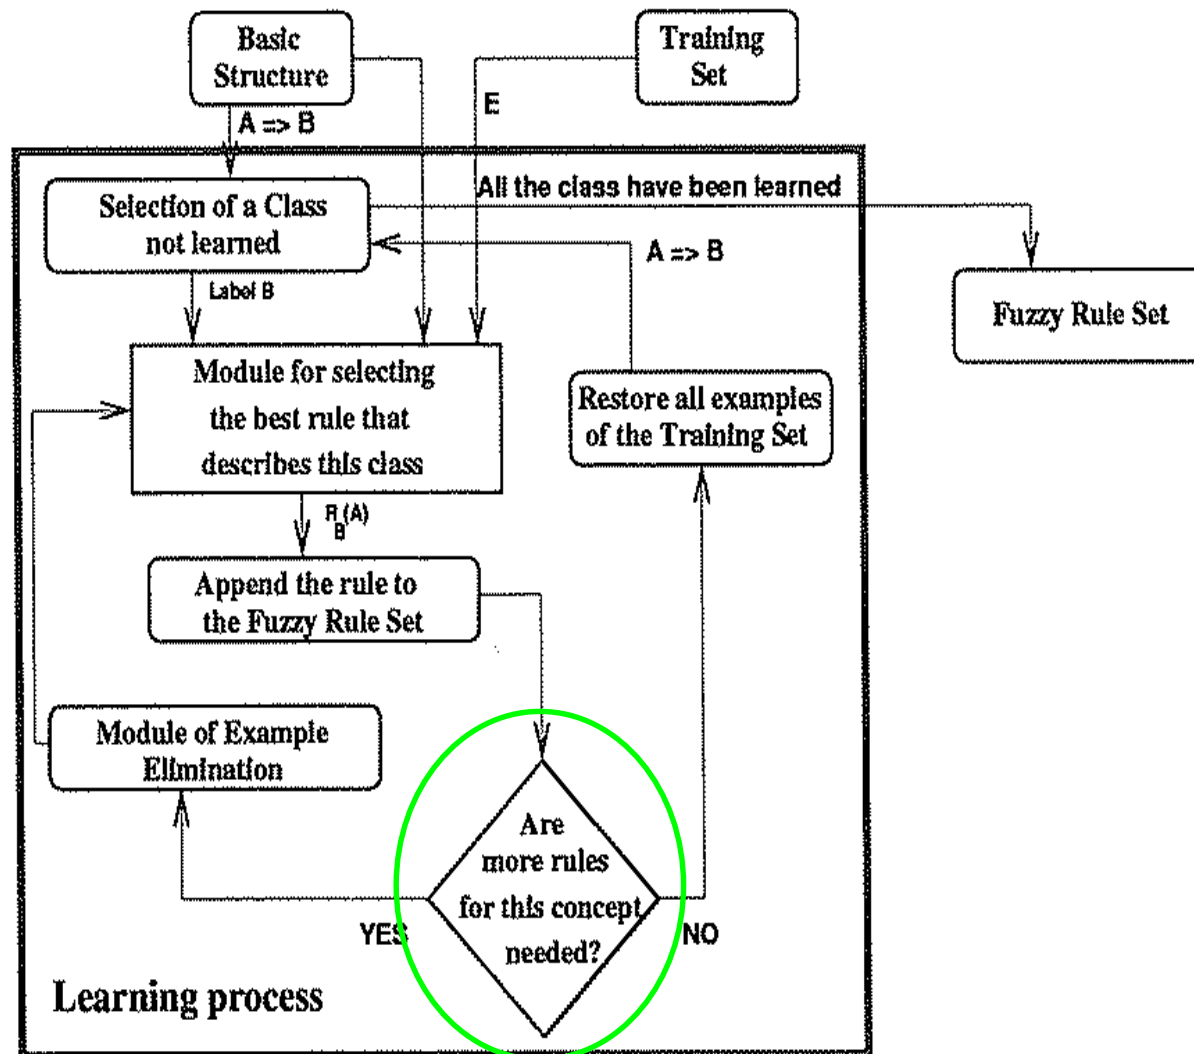 Basic
Structure
Training
Set
E
A => B
All the class have been learned
Selection of a Class
not learned
A => B
Label B
Fuzzy Rule Set
Module for selecting
the best rule that
describes this class
Restore all examples
of the Training Set
R (A)
B
Append the rule to
the Fuzzy Rule Set
Module of Example
Elimination
Are
more rules
for this concept
needed?
YES
NO
Learning process